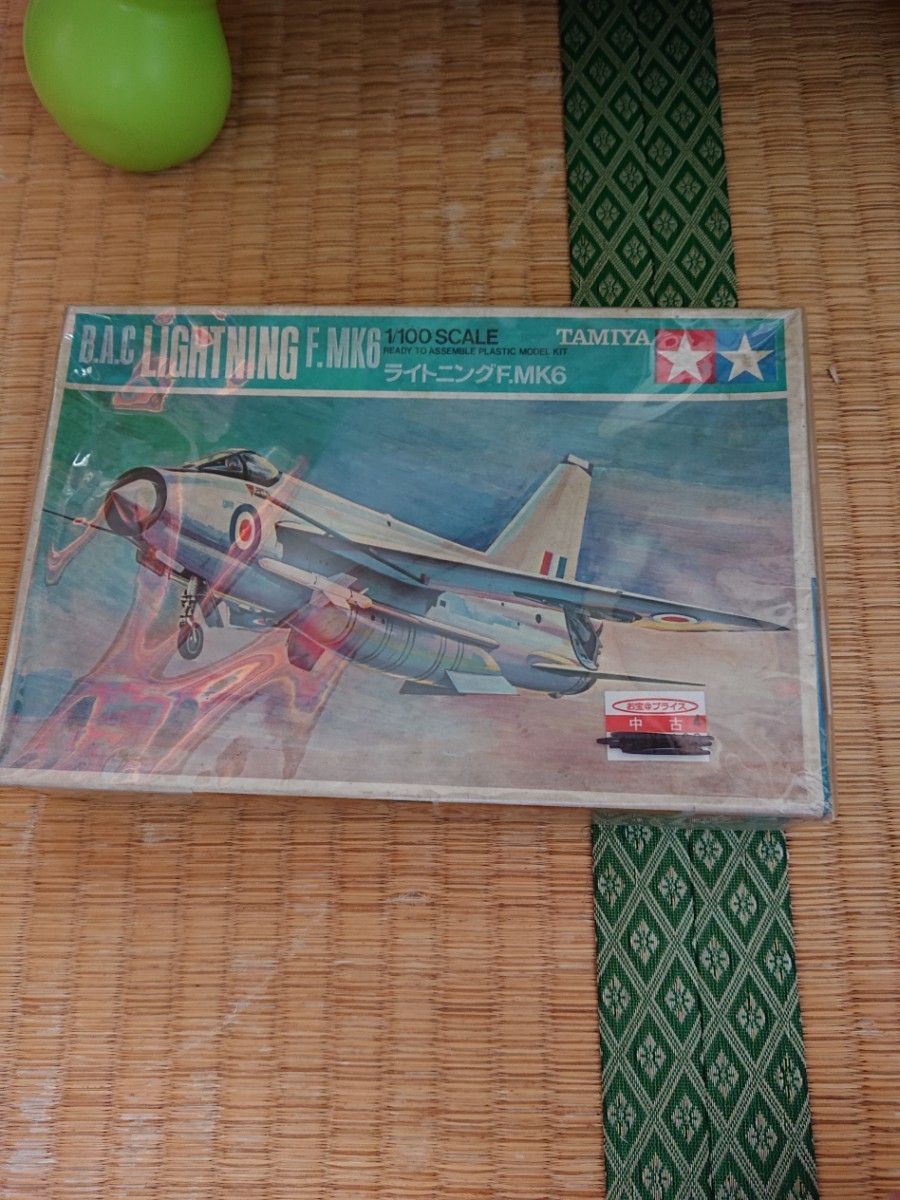 B.A.C LIGHTNING F.MK6
1/100 SCALE
READY TO ASSEMBLE PLASTIC MODEL KIT
ライトニングF.MK6
TAMIYA
お宝ゆプライス
中古